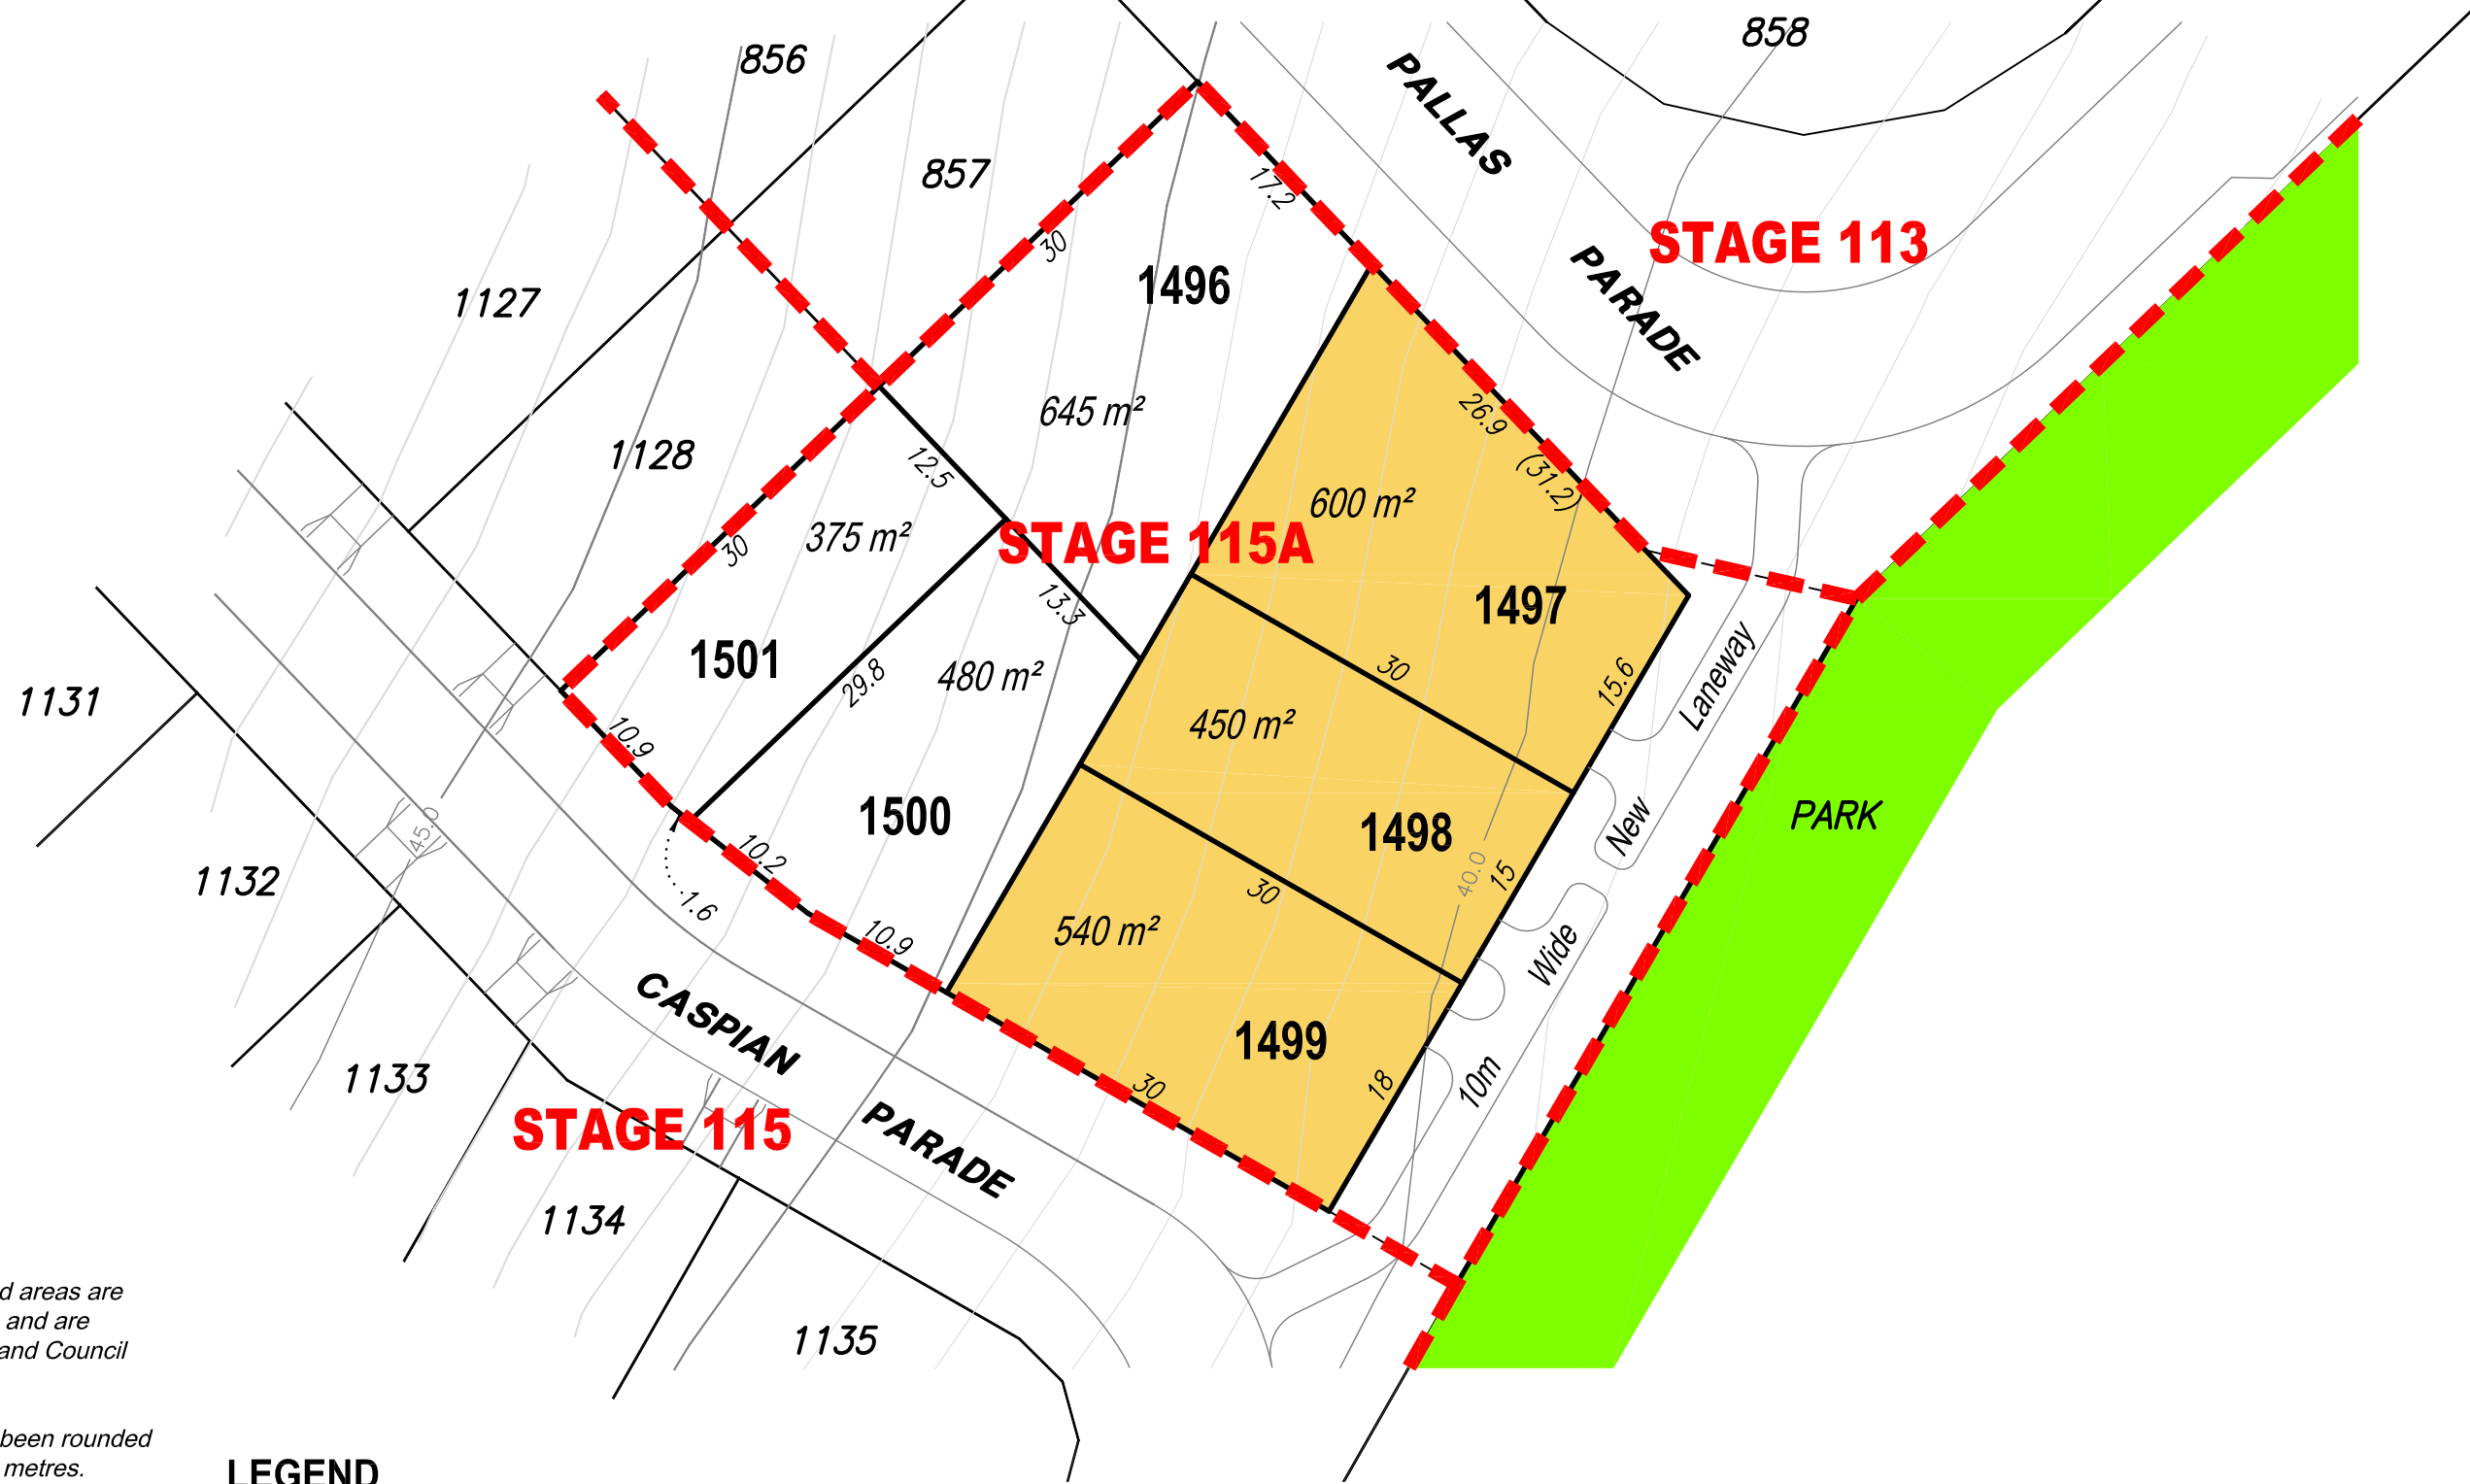 858
856
PALLAS
857
17.2
STAGE 113
30
1496
PARADE
1127
645 m²
26.9
(31.2)
1128
12.5
600 m²
375 m²
STAGE 115A
30
13.3
1497
1501
29.8
480 m²
30
15.6
Laneway
1131
450 m²
10.9
45.0
1500
1498
New
PARK
10.2
40.0
15
1132
1.6
30
10.9
540 m²
Wide
CASPIAN
1499
10m
1133
30
18
STAGE 115
PARADE
1134
d areas are
and are
and Council
1135
been rounded
metres.
LEGEND